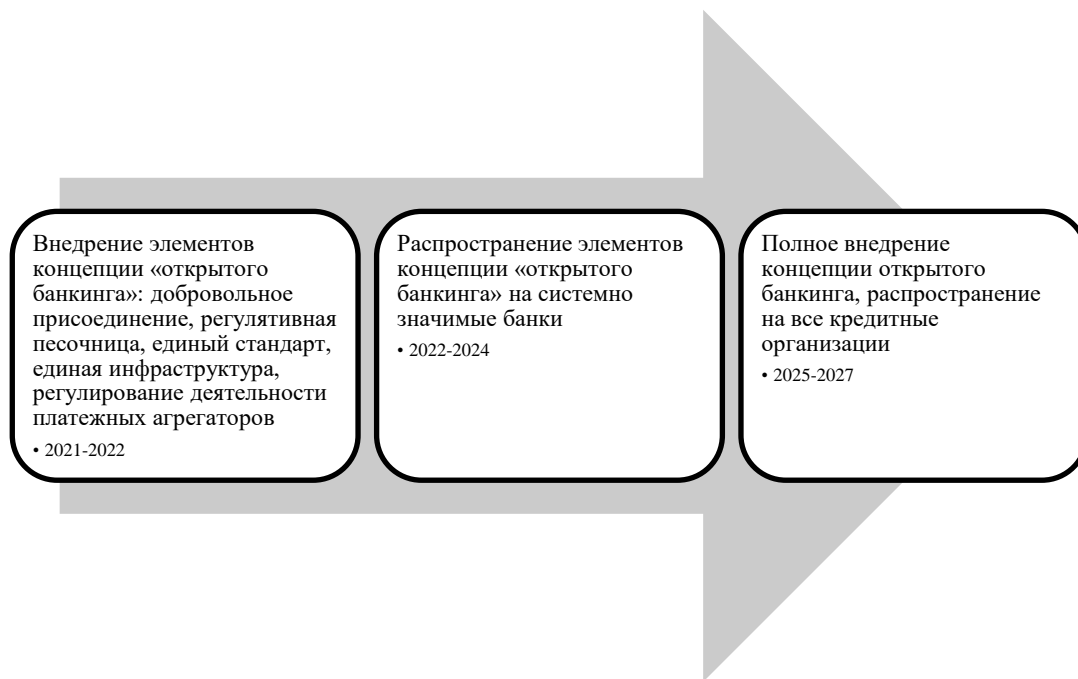 Внедрение элементов
концепции «открытого
банкинга»: добровольное
присоединение, регулятивная
песочница, единый стандарт,
единая инфраструктура,
регулирование деятельности
платежных агрегаторов
• 2021-2022
Распространение элементов
концепции «открытого
банкинга» на системно
значимые банки
• 2022-2024
Полное внедрение
концепции открытого
банкинга, распространение
на все кредитные
организации
• 2025-2027